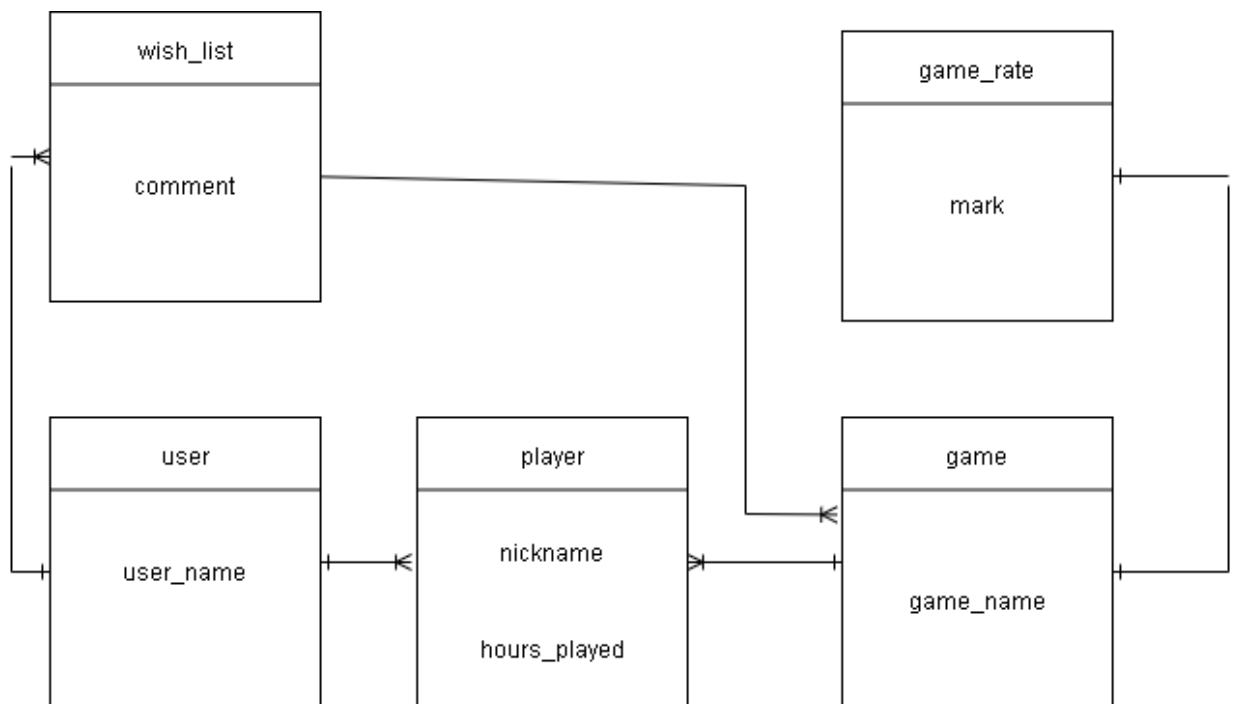 wish_list
comment
game_rate
mark
user
user_name
player
nickname
hours_played
game
game_name